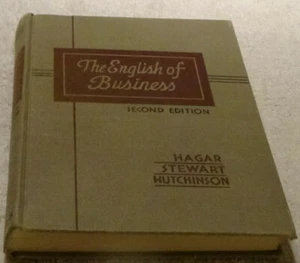 The English of
Business
SECOND EDITION
HAGAR
STEWART
HUTCHINSON